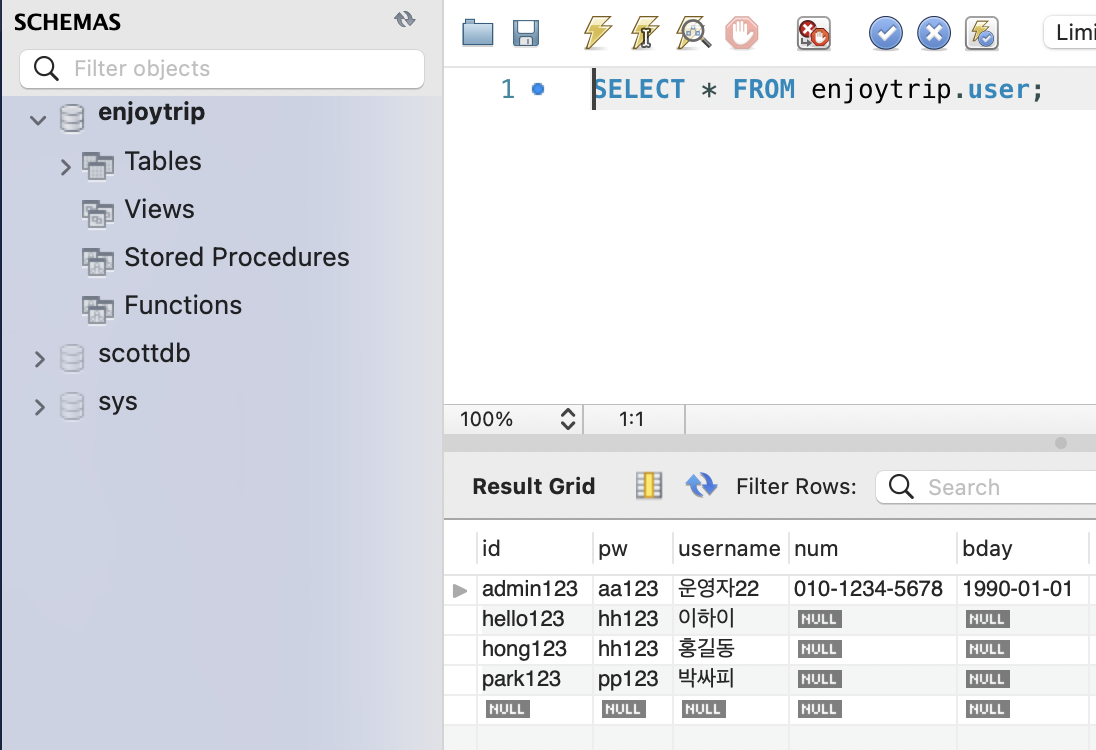 SCHEMAS
Filter objects
enjoytrip
Tables
Views
Stored Procedures
Functions
scottdb
sys
Limi
1 SELECT * FROM enjoytrip.user;
100% 1:1
Result Grid Filter Rows: Search
id pw username num bday
admin123 aa123 운영자22 010-1234-5678 1990-01-01
hello123 hh123 이하이 NULL NULL
hong123 hh123 홍길동 NULL NULL
park123 pp123 박싸피 NULL NULL
NULL NULL NULL NULL NULL